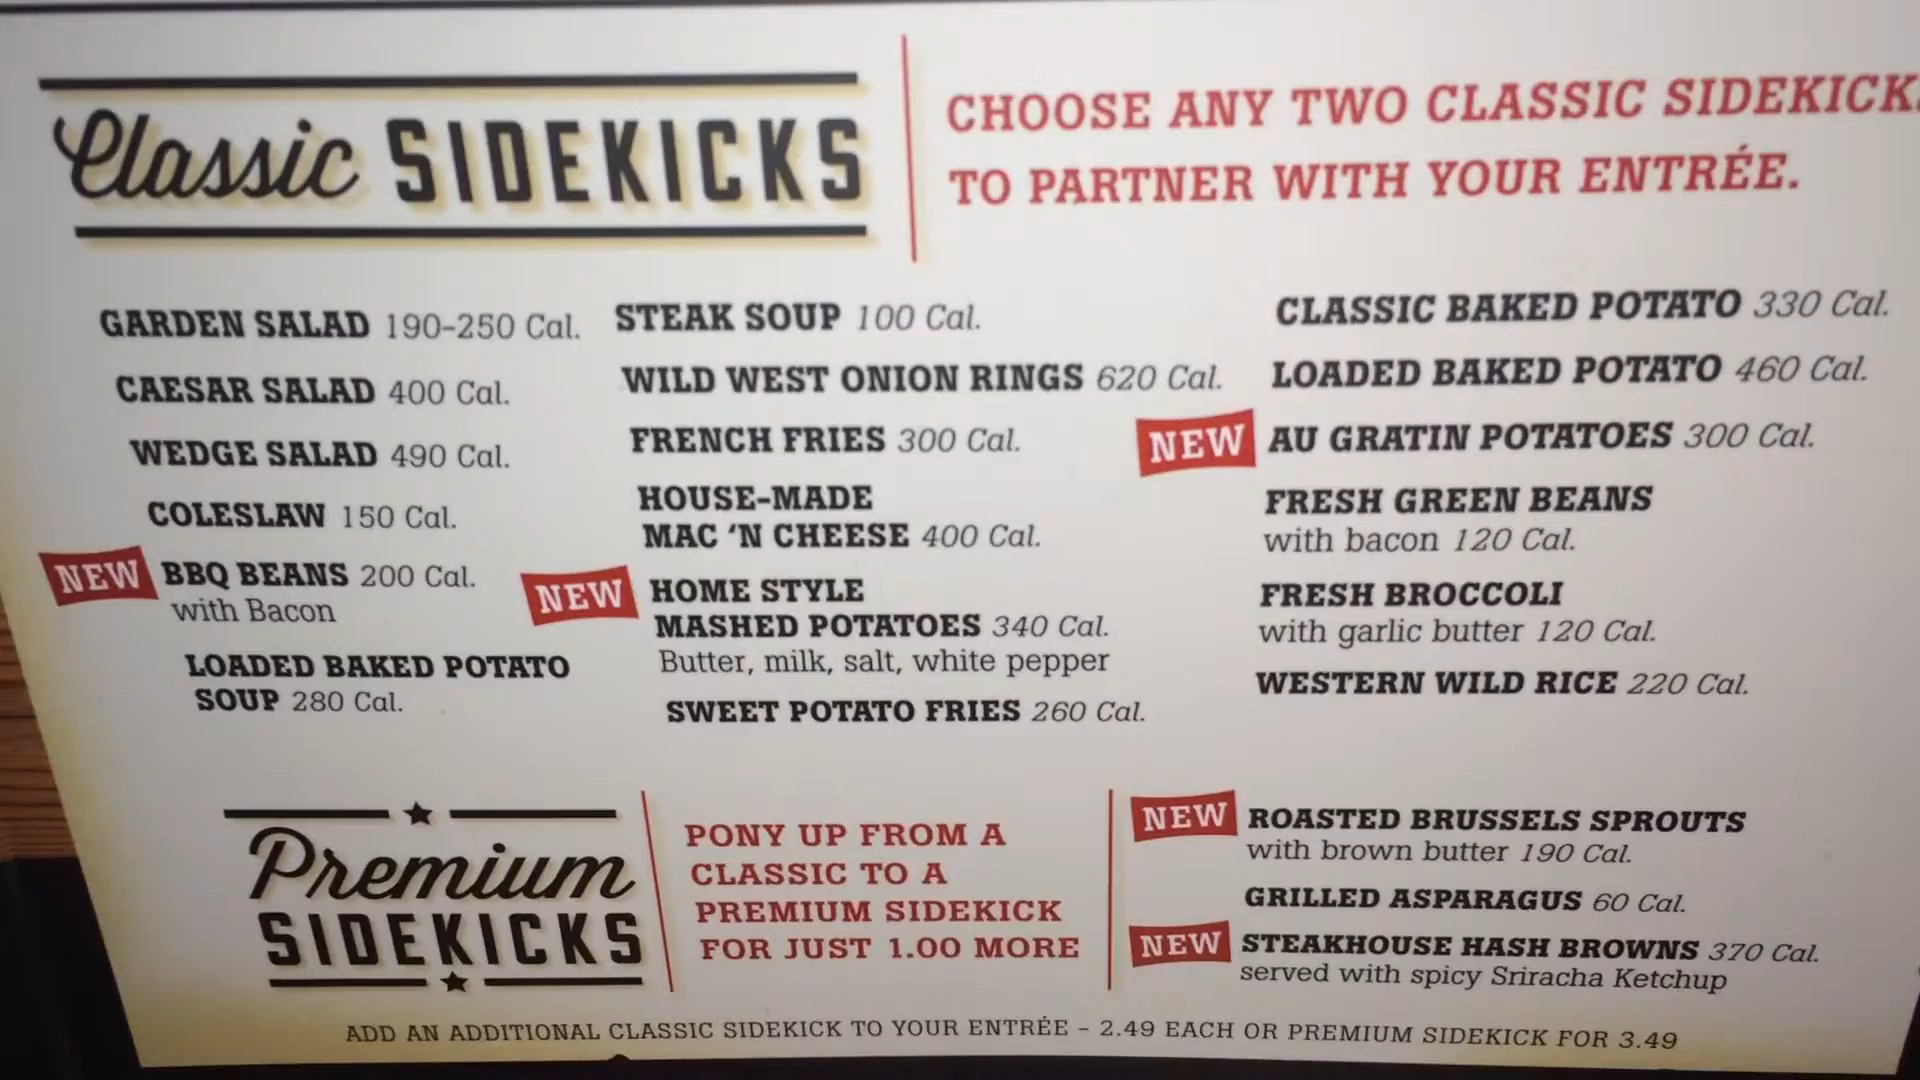 Classic SIDEKICKS
CHOOSE ANY TWO CLASSIC SIDEKICK
TO PARTNER WITH YOUR ENTRÉE.
GARDEN SALAD 190-250 Cal.
CAESAR SALAD 400 Cal.
WEDGE SALAD 490 Cal.
COLESLAW 150 Cal.
NEW BBQ BEANS 200 Cal.
with Bacon
LOADED BAKED POTATO
SOUP 280 Cal.
STEAK SOUP 100 Cal.
WILD WEST ONION RINGS 620 Cal.
FRENCH FRIES 300 Cal.
HOUSE-MADE
MAC 'N CHEESE 400 Cal.
NEW HOME STYLE
MASHED POTATOES 340 Cal.
Butter, milk, salt, white pepper
SWEET POTATO FRIES 260 Cal.
CLASSIC BAKED POTATO 330 Cal.
LOADED BAKED POTATO 460 Cal.
NEW AU GRATIN POTATOES 300 Cal.
FRESH GREEN BEANS
with bacon 120 Cal.
FRESH BROCCOLI
with garlic butter 120 Cal.
WESTERN WILD RICE 220 Cal.
Premium
SIDEKICKS
PONY UP FROM A
CLASSIC TO A
PREMIUM SIDEKICK
FOR JUST 1.00 MORE
NEW ROASTED BRUSSELS SPROUTS
with brown butter 190 Cal.
GRILLED ASPARAGUS 60 Cal.
NEW STEAKHOUSE HASH BROWNS 370 Cal.
served with spicy Sriracha Ketchup
ADD AN ADDITIONAL CLASSIC SIDEKICK TO YOUR ENTRÉE - 2.49 EACH OR PREMIUM SIDEKICK FOR 3.49